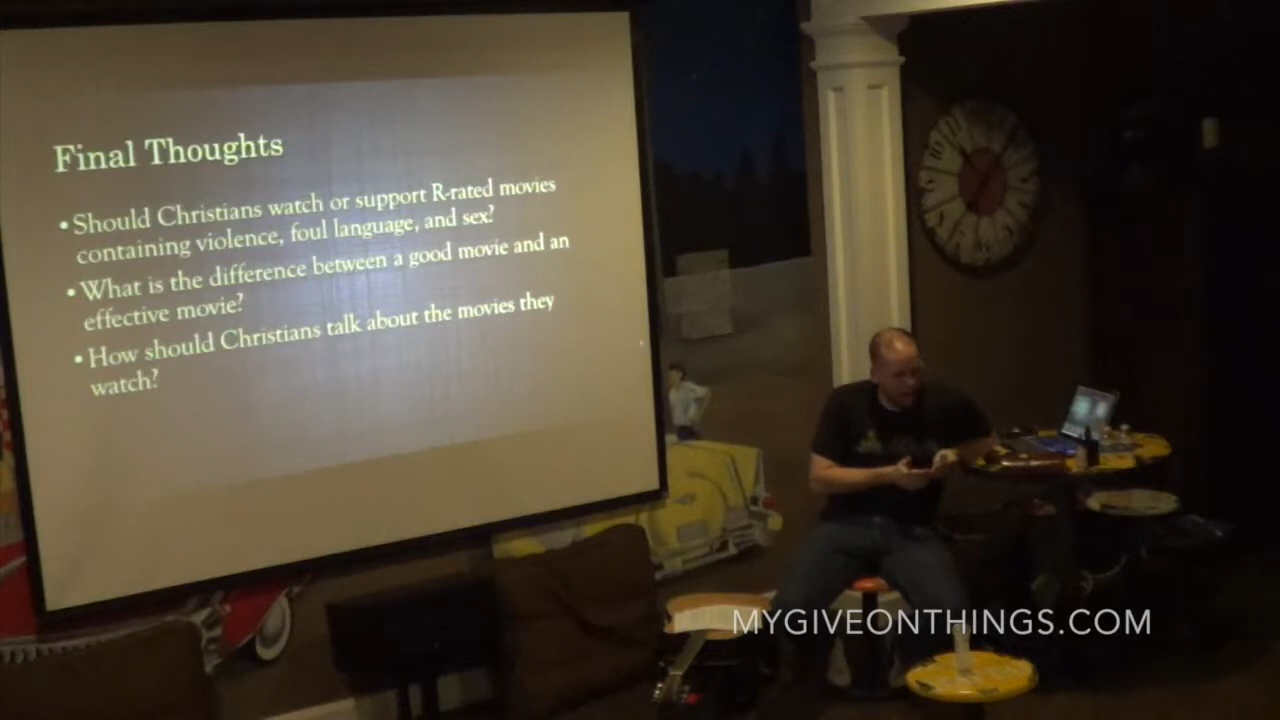 Final Thoughts
•Should Christians watch or support R-rated movies
containing violence, foul language, and sex?
•What is the difference between a good movie and an
effective movie?
•How should Christians talk about the movies they
watch?
MYGIVEONTHINGS.COM